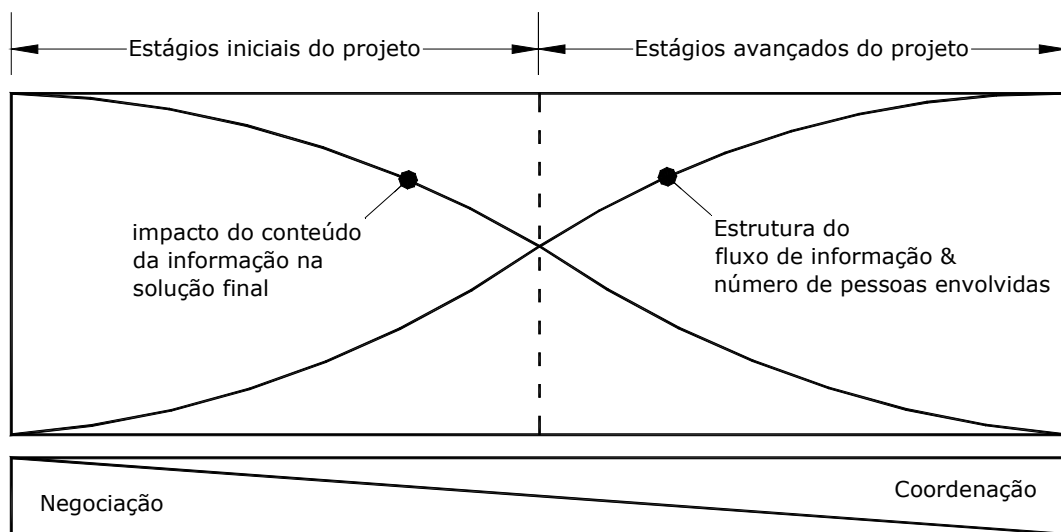 Estágios iniciais do projeto
Estágios avançados do projeto
impacto do conteúdo
da informação na
solução final
Estrutura do
fluxo de informação &
número de pessoas envolvidas
Negociação
Coordenação